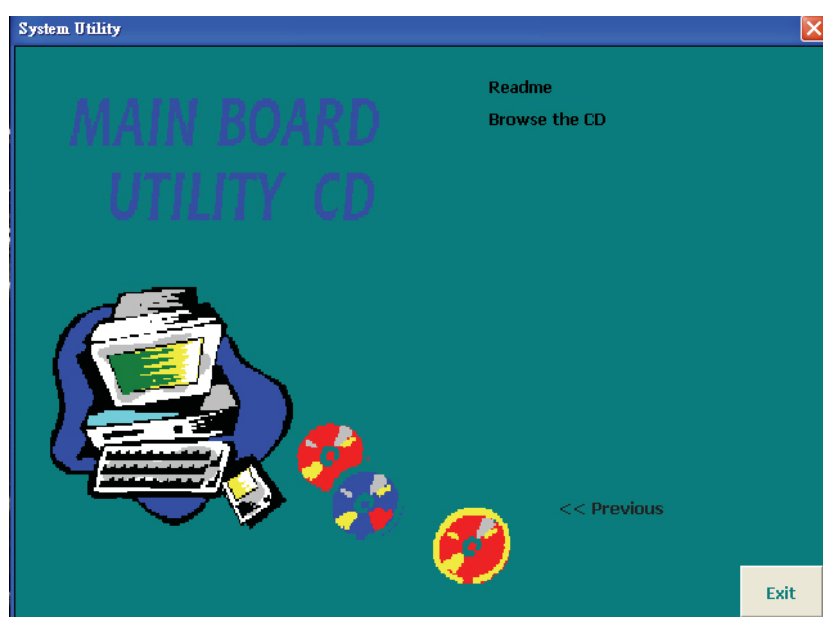 System Utility
MAIN BOARD
UTILITY CD
Readme
Browse the CD
<< Previous
Exit